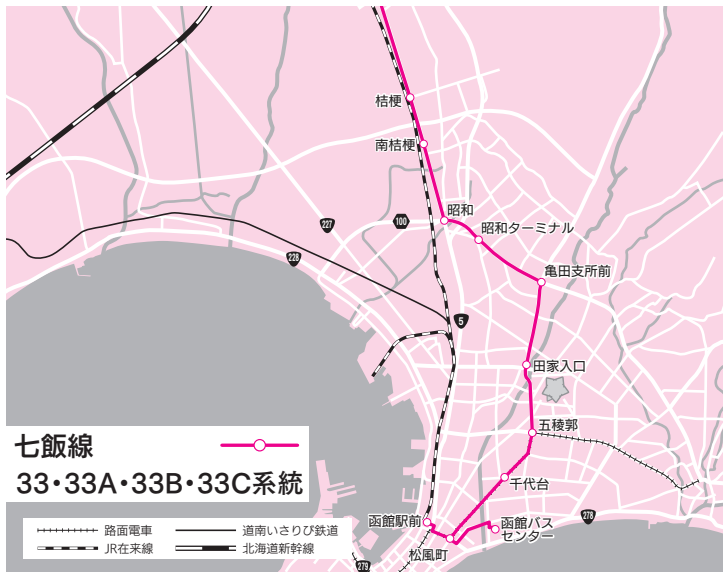 桔梗
南桔梗
昭和
昭和ターミナル
亀田支所前
227
100
228
5
田家入口
五稜郭
千代台
函館駅前
松風町
函館バス
センター
278
279
七飯線
33・33A・33B・33C系統
路面電車
道南いさりび鉄道
JR在来線
北海道新幹線